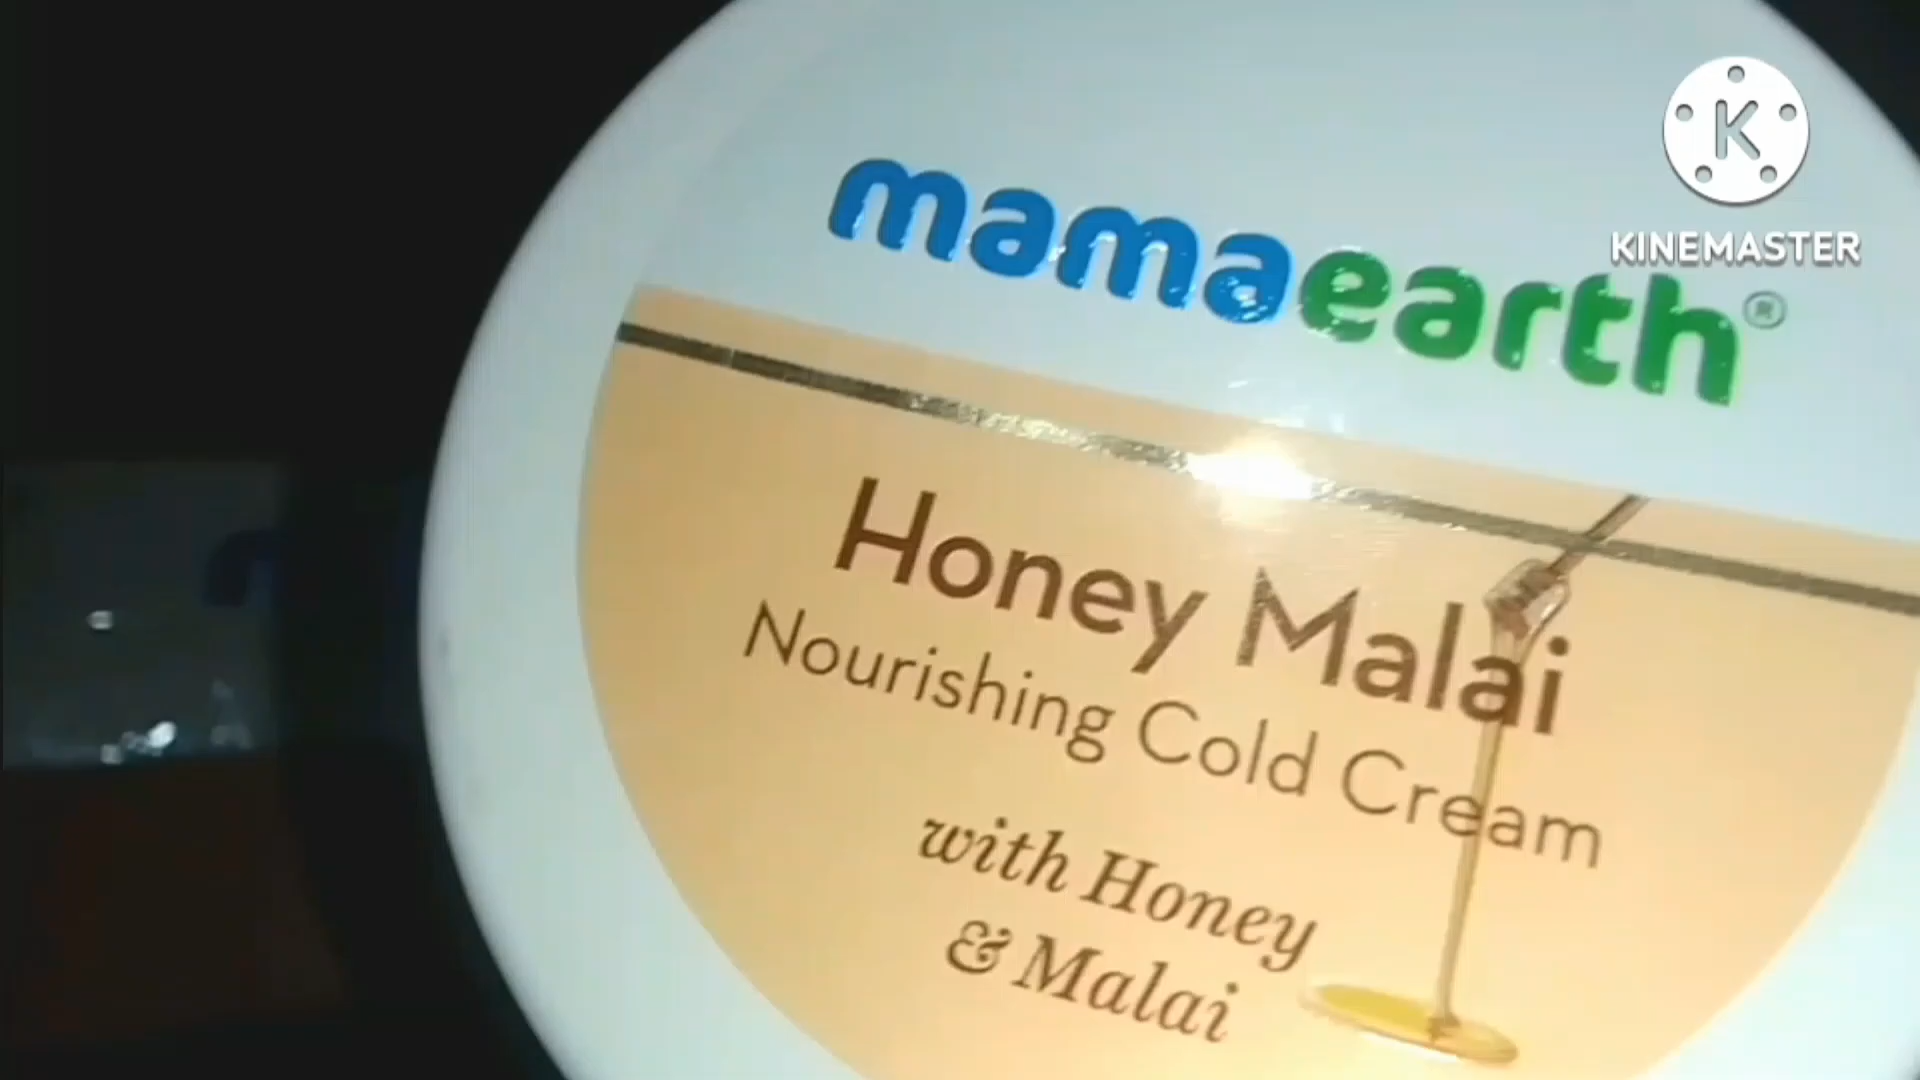 K
KINEMASTER
mamaearth®
Honey Malai
Nourishing Cold Cream
with Honey
& Malai